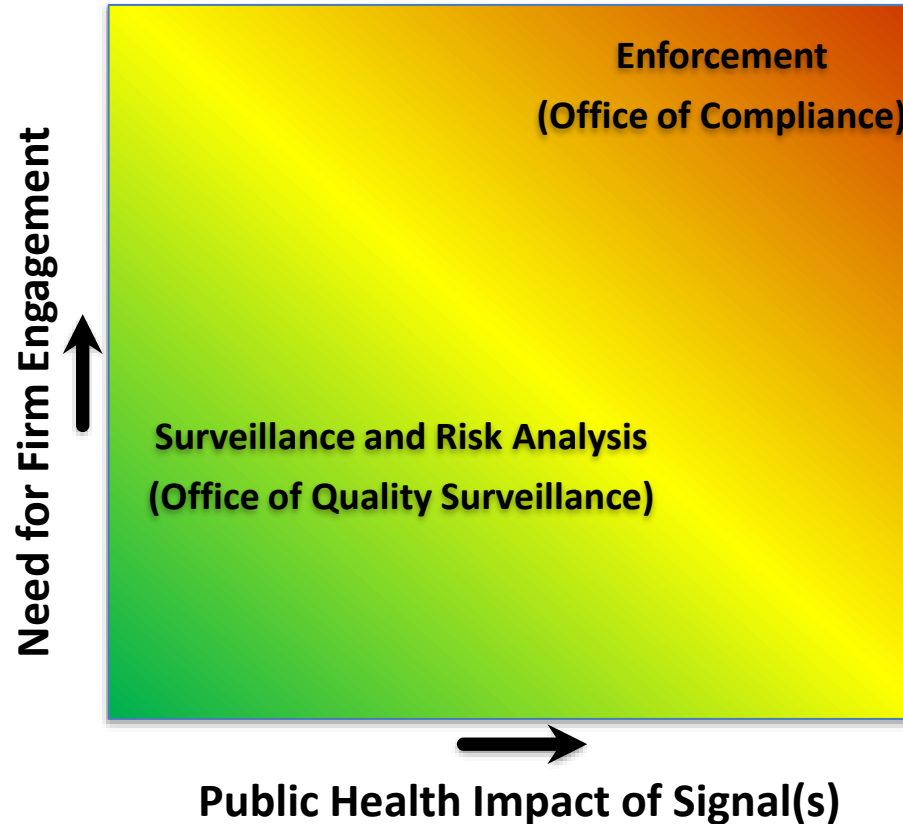 Enforcement
(Office of Compliance)
Need for Firm Engagement
Surveillance and Risk Analysis
(Office of Quality Surveillance)
Public Health Impact of Signal(s)